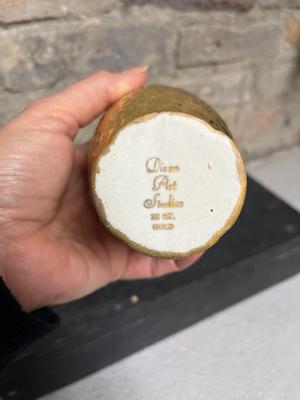 Dixon
Art
Studios
22 KT.
GOLD